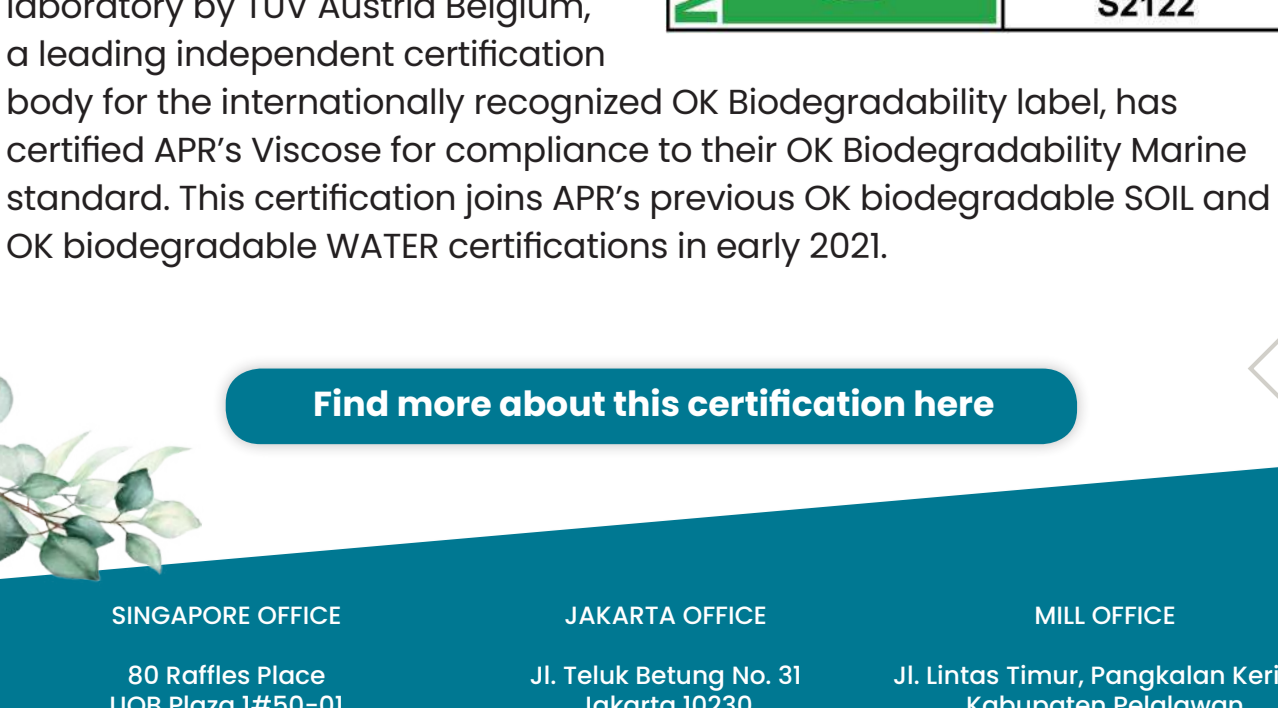 laboratory by TÜV Austria Belgium,
a leading independent certification
body for the internationally recognized OK Biodegradability label, has
certified APR’s Viscose for compliance to their OK Biodegradability Marine
standard. This certification joins APR’s previous OK biodegradable SOIL and
OK biodegradable WATER certifications in early 2021.
S2122
Find more about this certification here
SINGAPORE OFFICE
80 Raffles Place
UOB Plaza 1#50-01
JAKARTA OFFICE
Jl. Teluk Betung No. 31
Jakarta 10230
MILL OFFICE
Jl. Lintas Timur, Pangkalan Keri
Kabupaten Pelalawan